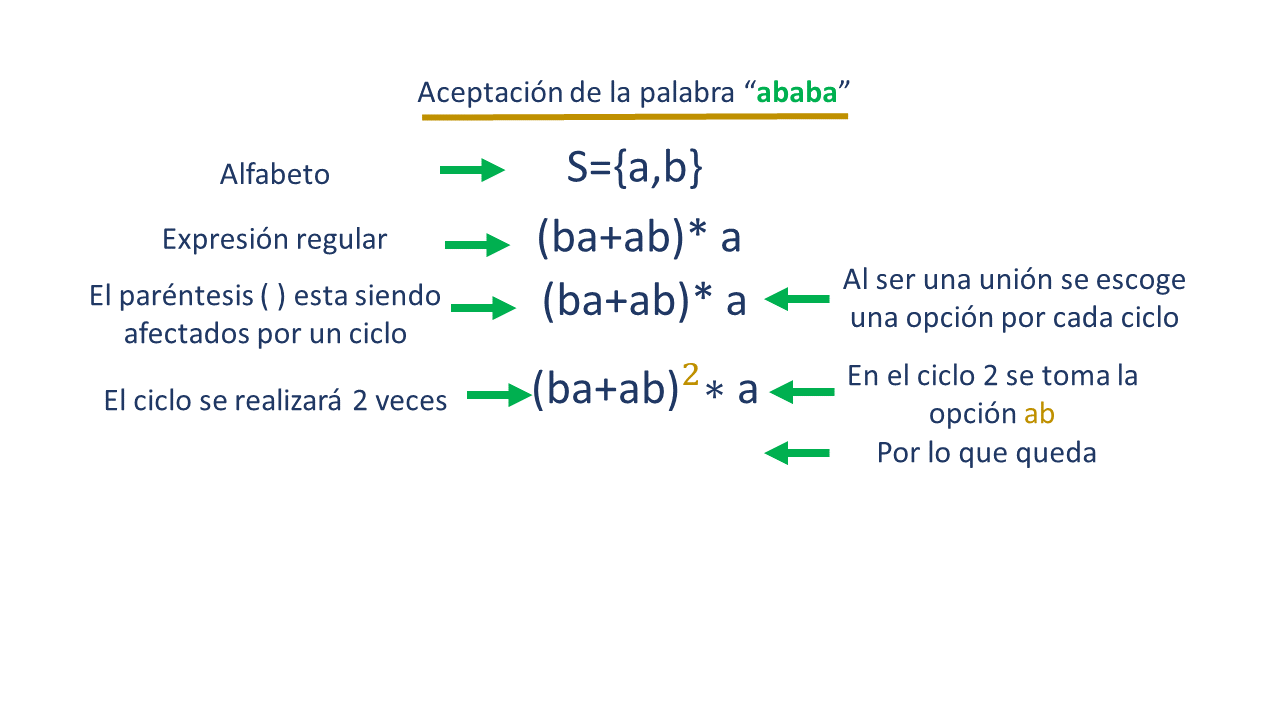 Aceptación de la palabra “ababa”
Alfabeto
S={a,b}
Expresión regular
(ba+ab)* a
El paréntesis ( ) esta siendo
afectados por un ciclo
(ba+ab)* a
Al ser una unión se escoge
una opción por cada ciclo
El ciclo se realizará 2 veces
(ba+ab)²∗ a
En el ciclo 2 se toma la
opción ab
Por lo que queda